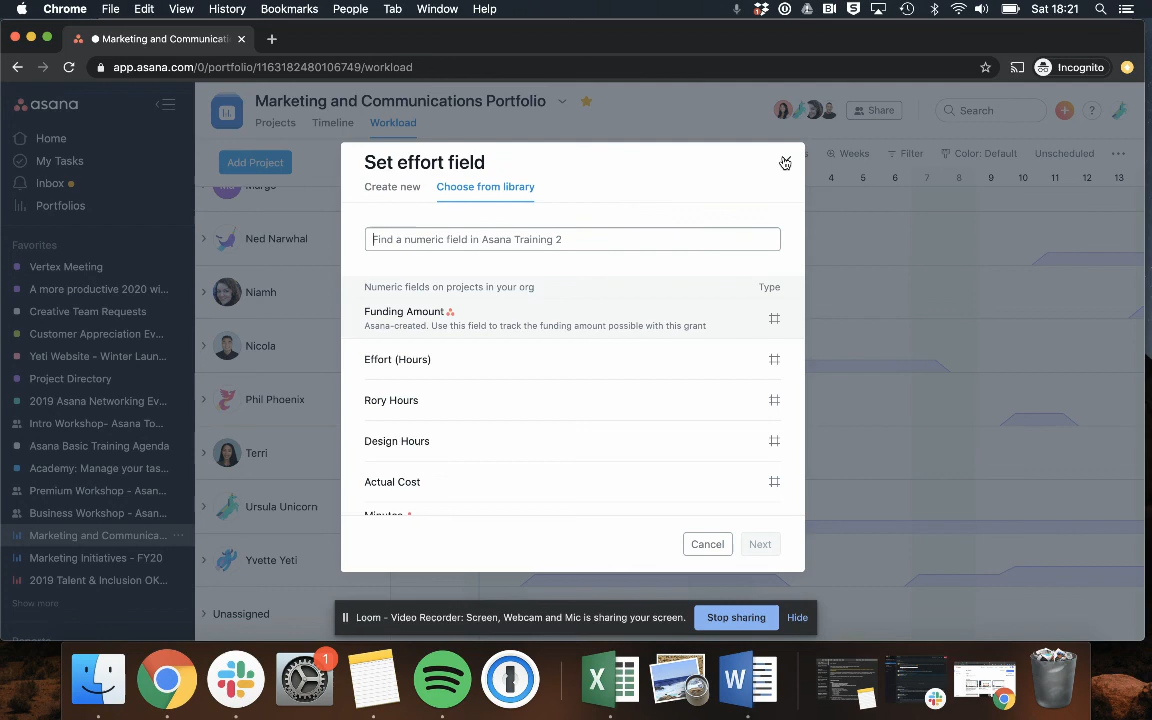 Chrome File Edit View History Bookmarks People Tab Window Help Sat 18:21
Marketing and Communicati
app.asana.com/0/portfolio/1163182480106749/workload
Incognito
asana
Home
My Tasks
Inbox
Portfolios
Favorites
Vertex Meeting
A more productive 2020 wi...
Creative Team Requests
Customer Appreciation Ev...
Yeti Website - Winter Laun...
Project Directory
2019 Asana Networking Ev...
Intro Workshop- Asana To...
Asana Basic Training Agenda
Academy: Manage your tas...
Premium Workshop - Asan...
Business Workshop - Asan...
Marketing and Communica...
Marketing Initiatives - FY20
2019 Talent & Inclusion OK...
Show more
Marketing and Communications Portfolio
Share
Search
Projects Timeline Workload
Add Project
Weeks Filter Color: Default Unscheduled
4 5 6 7 8 9 10 11 12 13
Ned Narwhal
Niamh
Nicola
Phil Phoenix
Terri
Ursula Unicorn
Yvette Yeti
Unassigned
Set effort field
Create new Choose from library
Find a numeric field in Asana Training 2
Numeric fields on projects in your org Type
Funding Amount
Asana-created. Use this field to track the funding amount possible with this grant
Effort (Hours)
Rory Hours
Design Hours
Actual Cost
Cancel Next
Loom - Video Recorder: Screen, Webcam and Mic is sharing your screen. Stop sharing Hide
1